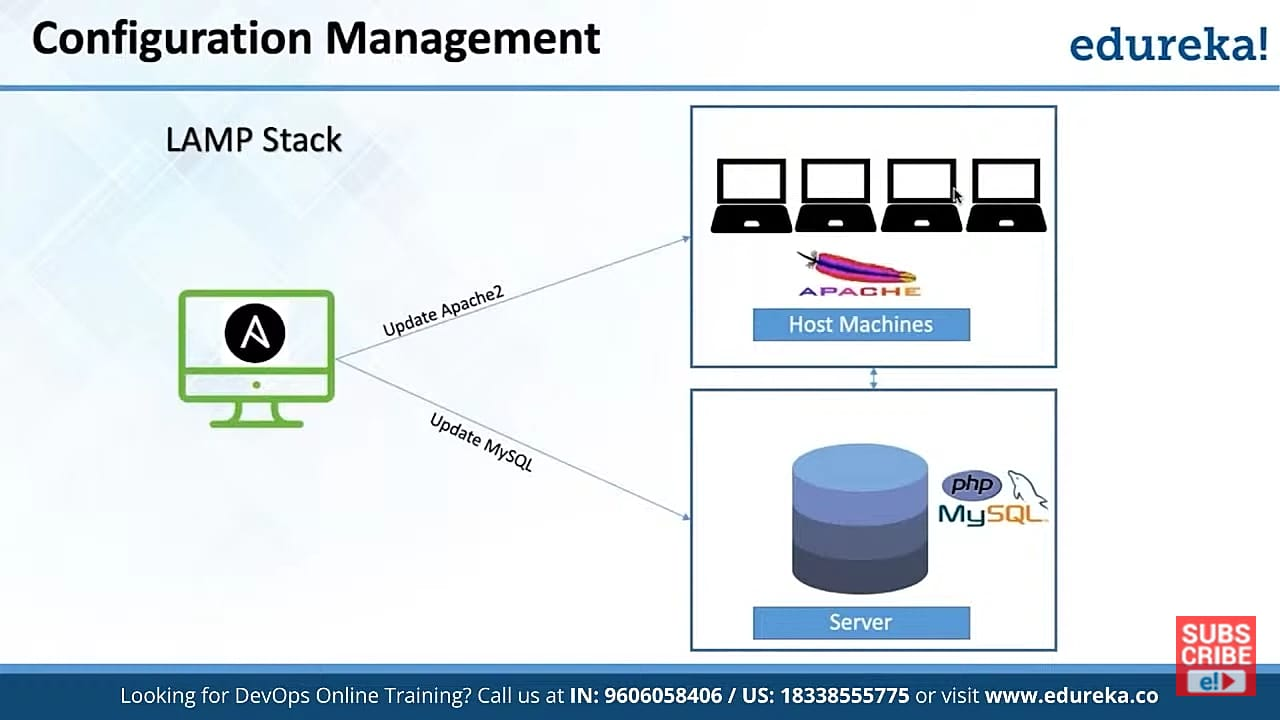 Configuration Management
edureka!
LAMP Stack
APACHE
Host Machines
Update Apache2
Update MySQL
php
MySQL
Server
SUBS
CRIBE
e!
Looking for DevOps Online Training? Call us at IN: 9606058406 / US: 18338555775 or visit www.edureka.co